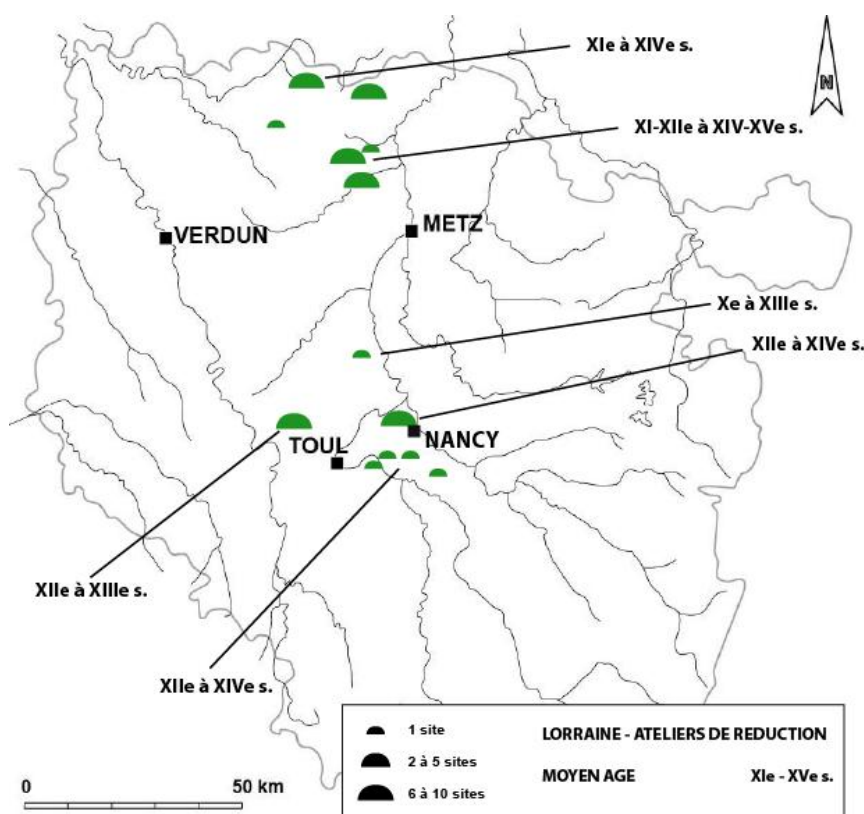 XIe à XIVe s.
N
XI-XIIe à XIV-XVe s.
METZ
VERDUN
Xe à XIIIe s.
XIIe à XIVe s.
NANCY
TOUL
XIIe à XIIIe s.
XIIe à XIVe s.
1 site
LORRAINE - ATELIERS DE REDUCTION
2 à 5 sites
MOYEN AGE XIe - XVe s.
6 à 10 sites
0 50 km